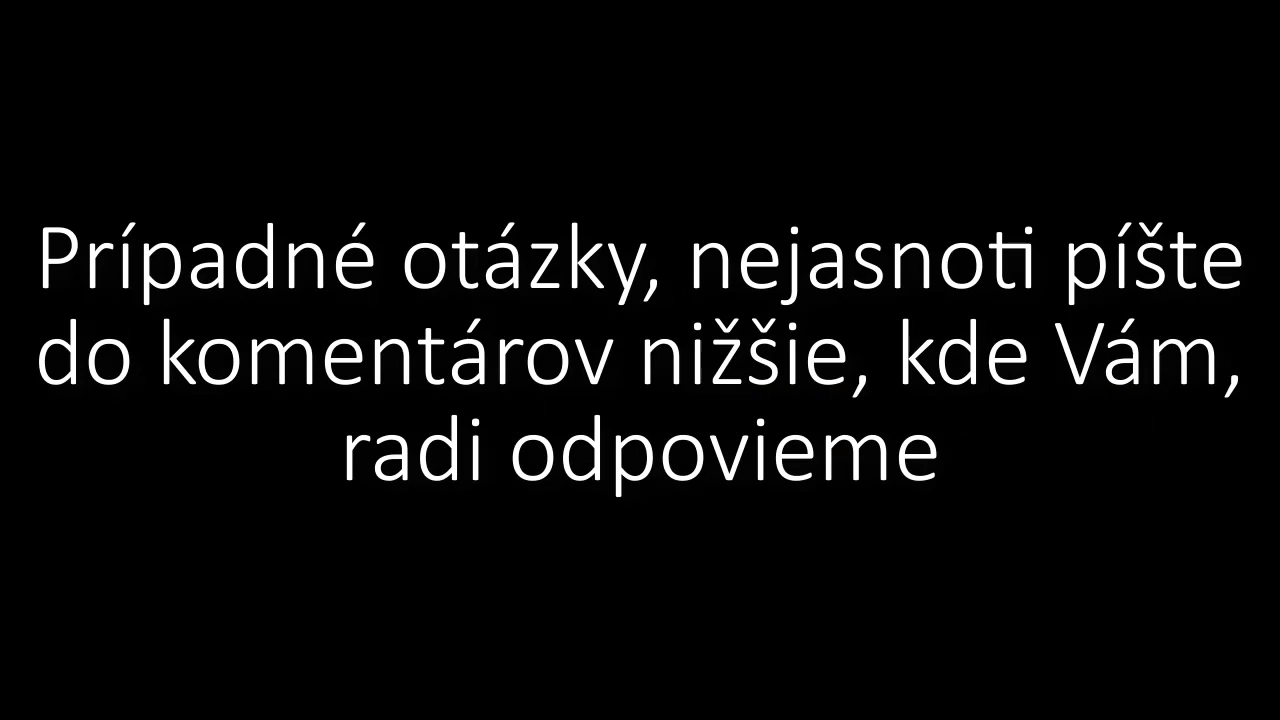 Prípadné otázky, nejasnoti píšte
do komentárov nižšie, kde Vám,
radi odpovieme